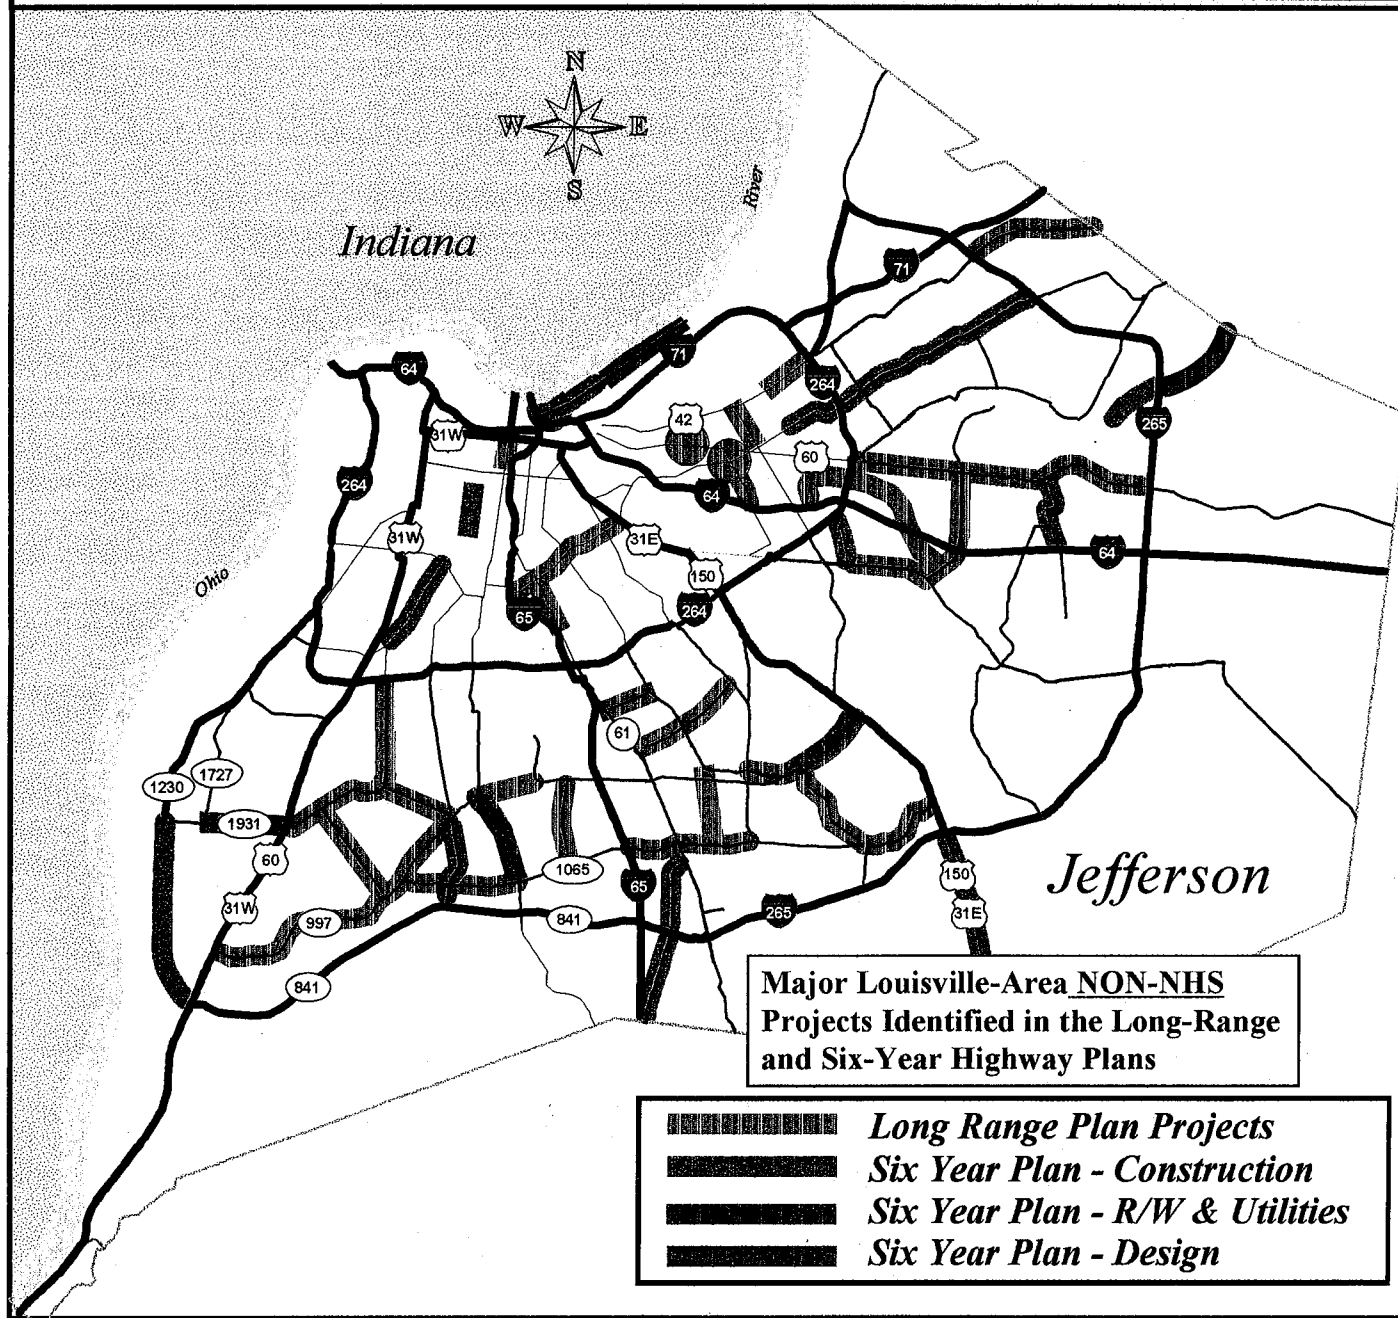 N
W E
S
River
Indiana
71
71
64
264
42
31W
265
60
264
64
31W
31E
64
150
Ohio
264
65
61
1727
1230
1931
60
1065
150
65
Jefferson
31W
265
31E
997
841
841
Major Louisville-Area NON-NHS
Projects Identified in the Long-Range
and Six-Year Highway Plans
Long Range Plan Projects
Six Year Plan - Construction
Six Year Plan - R/W & Utilities
Six Year Plan - Design